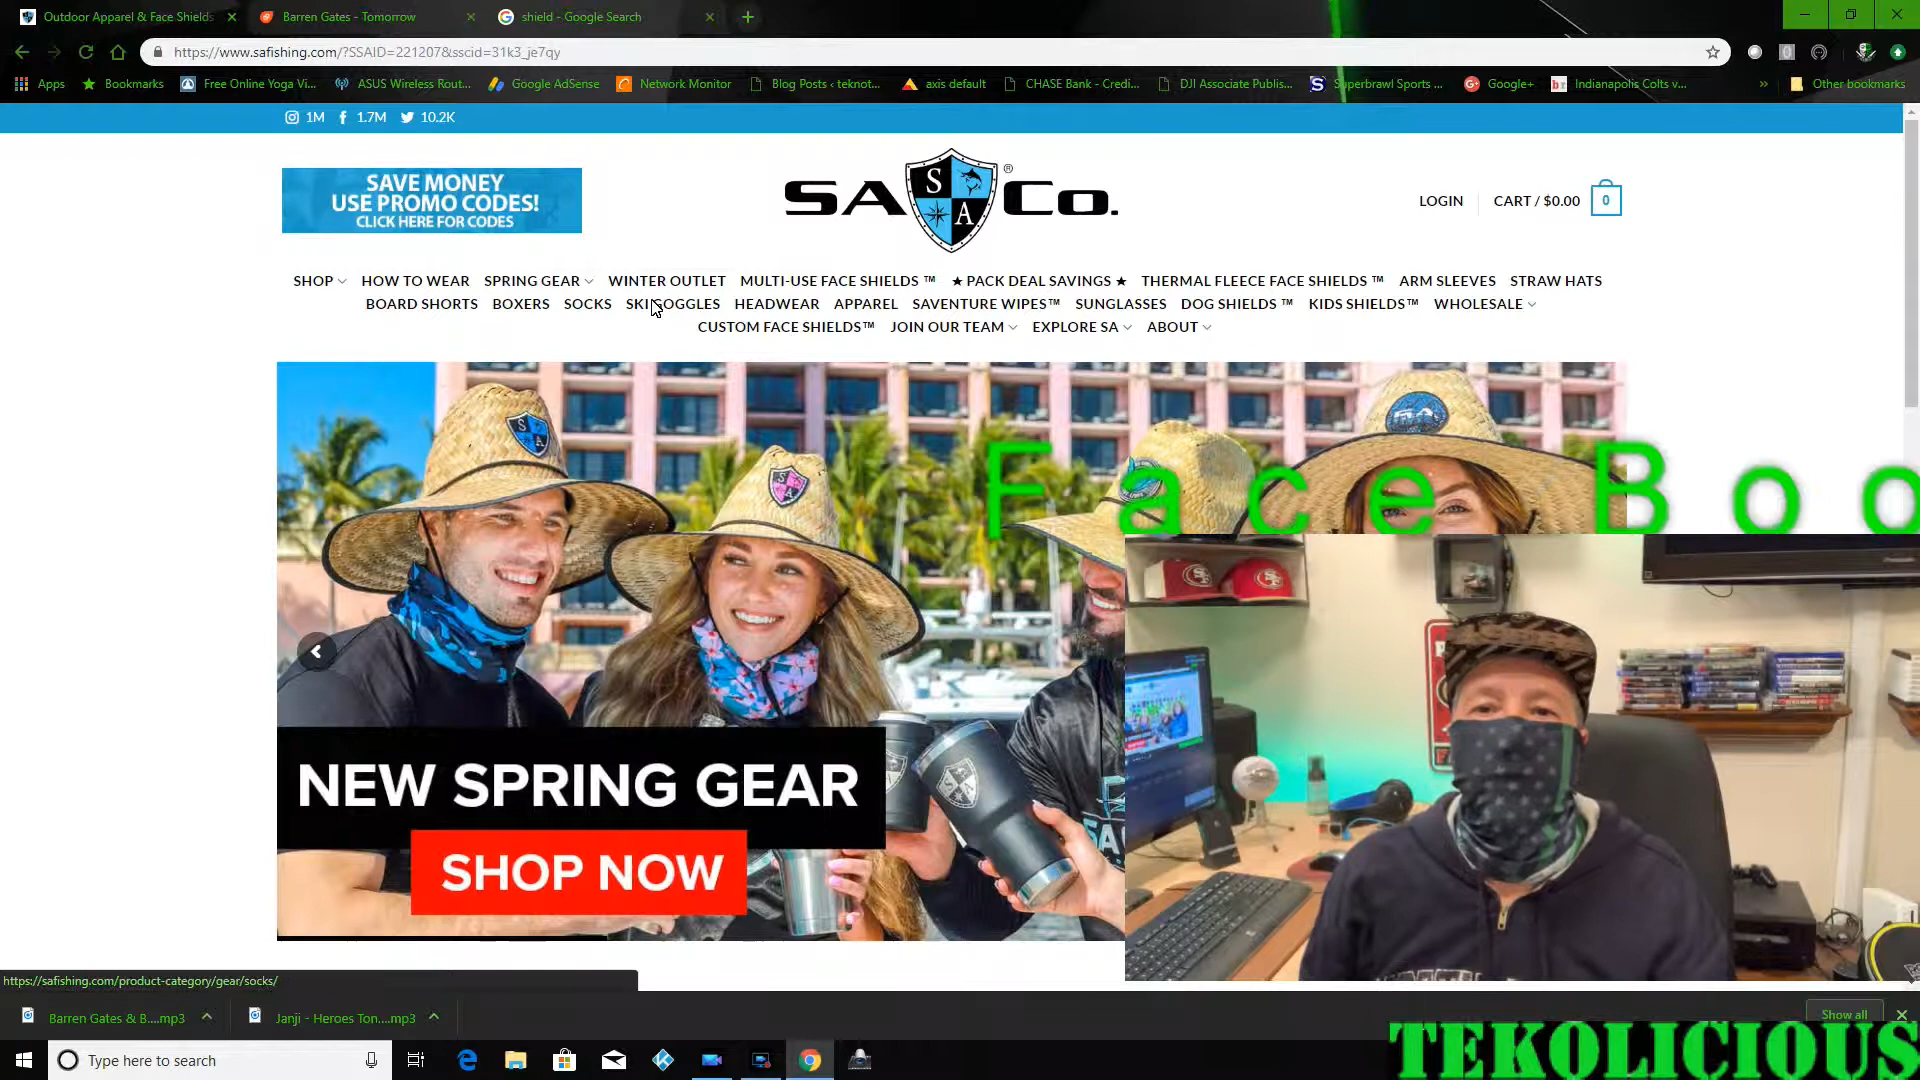 Outdoor Apparel & Face Shields
Barren Gates - Tomorrow
shield - Google Search
https://www.safishing.com/?SSAID=221207&sscid=31k3_je7qy
Apps
Bookmarks
Free Online Yoga Vi...
ASUS Wireless Rout...
Google AdSense
Network Monitor
Blog Posts ‹ teknot...
axis default
CHASE Bank - Credi...
DJI Associate Publis...
Superbrawl Sports ...
Google+
Indianapolis Colts v...
»
Other bookmarks
1M 1.7M 10.2K
SAVE MONEY
USE PROMO CODES!
CLICK HERE FOR CODES
SA S A Co.®
LOGIN
CART / $0.00
0
SHOP HOW TO WEAR SPRING GEAR WINTER OUTLET MULTI-USE FACE SHIELDS ™ ★ PACK DEAL SAVINGS ★ THERMAL FLEECE FACE SHIELDS ™ ARM SLEEVES STRAW HATS
BOARD SHORTS BOXERS SOCKS SKI GOGGLES HEADWEAR APPAREL SAVENTURE WIPES™ SUNGLASSES DOG SHIELDS ™ KIDS SHIELDS™ WHOLESALE
CUSTOM FACE SHIELDS™ JOIN OUR TEAM EXPLORE SA ABOUT
Face Boo
NEW SPRING GEAR
SHOP NOW
https://safishing.com/product-category/gear/socks/
Barren Gates & B....mp3
Janji - Heroes Ton....mp3
Show all
Type here to search
TEKOLICIOUS